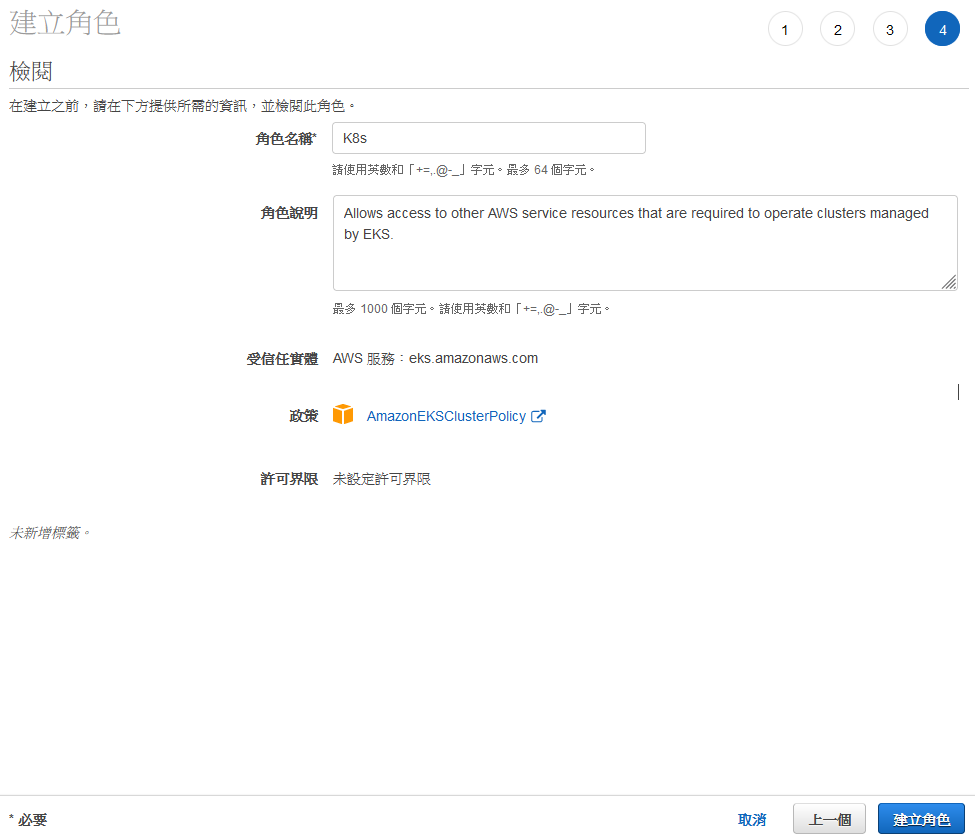 建立角色
1 2 3 4
檢閱
在建立之前，請在下方提供所需的資訊，並檢閱此角色。
角色名稱* K8s
請使用英數和「+=,.@-_」字元。最多 64 個字元。
角色說明 Allows access to other AWS service resources that are required to operate clusters managed
by EKS.
最多 1000 個字元。請使用英數和「+=,.@-_」字元。
受信任實體 AWS 服務：eks.amazonaws.com
政策 AmazonEKSClusterPolicy
許可界限 未設定許可界限
未新增標籤。
* 必要 取消 上一個 建立角色